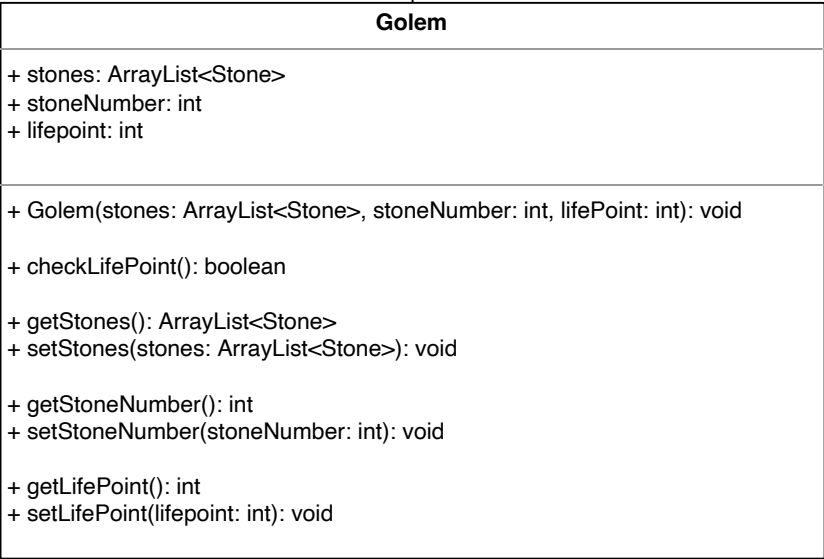 Golem
+ stones: ArrayList<Stone>
+ stoneNumber: int
+ lifepoint: int
+ Golem(stones: ArrayList<Stone>, stoneNumber: int, lifePoint: int): void
+ checkLifePoint(): boolean
+ getStones(): ArrayList<Stone>
+ setStones(stones: ArrayList<Stone>): void
+ getStoneNumber(): int
+ setStoneNumber(stoneNumber: int): void
+ getLifePoint(): int
+ setLifePoint(lifepoint: int): void